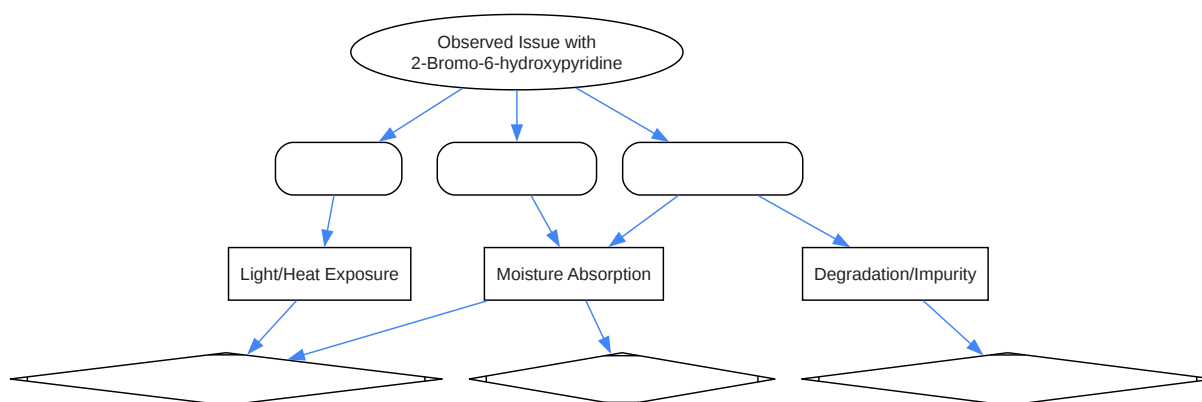 Observed Issue with
2-Bromo-6-hydroxypyridine
Light/Heat Exposure
Moisture Absorption
Degradation/Impurity